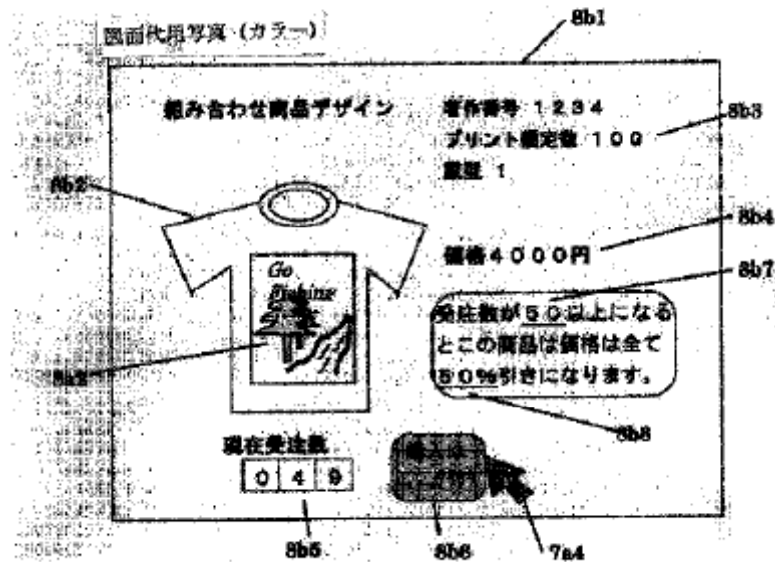 図面代用写真（カラー）
8b1
組み合わせ商品デザイン
著作番号 1234
プリント限定数 100
8b3
8b2
価格4000円
8b4
8b7
Go
Fishing
発注数が50以上になる
とこの商品は価格は全て
50%引きになります。
8a2
8b8
現在受注数
0 4 9
8b5
8b6
7a4